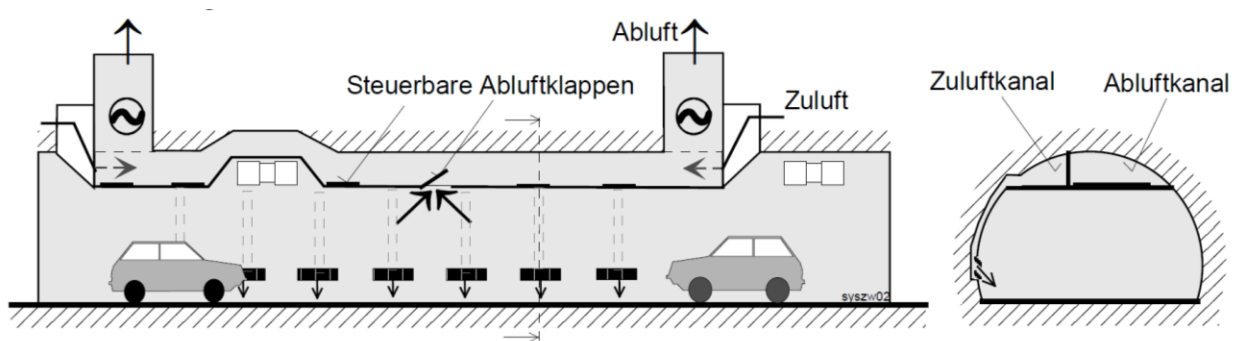 Abluft
Steuerbare Abluftklappen
Zuluft
syszw02
Zuluftkanal
Abluftkanal